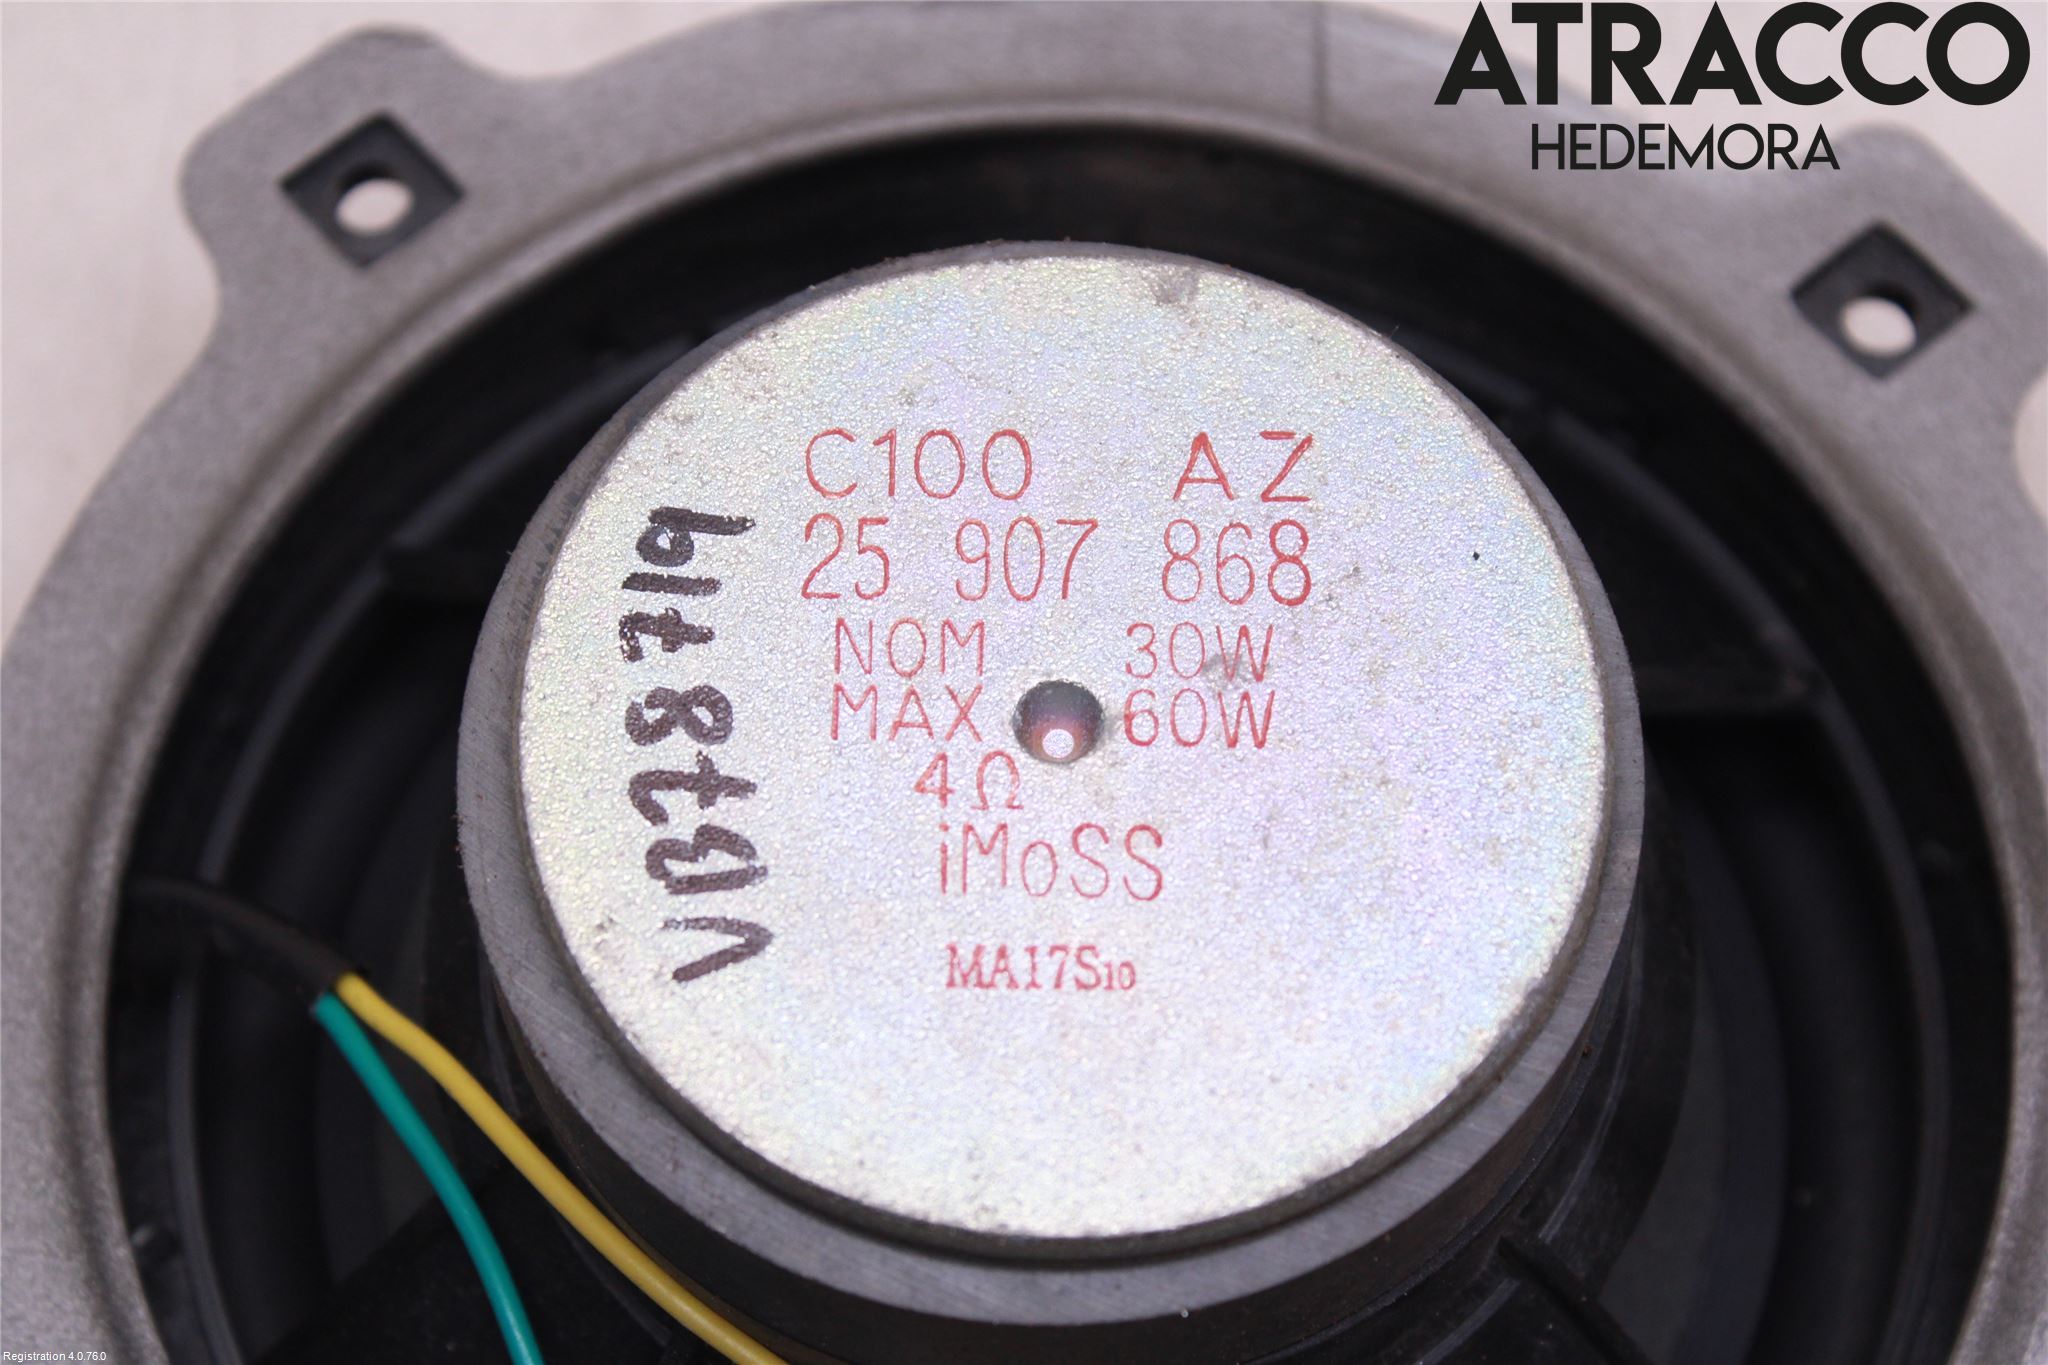 ATRACCO
HEDEMORA
C100 AZ
25 907 868
NOM 30W
MAX 60W
4Ω
iMoSS
MA17S10
Registration 4.0.76.0